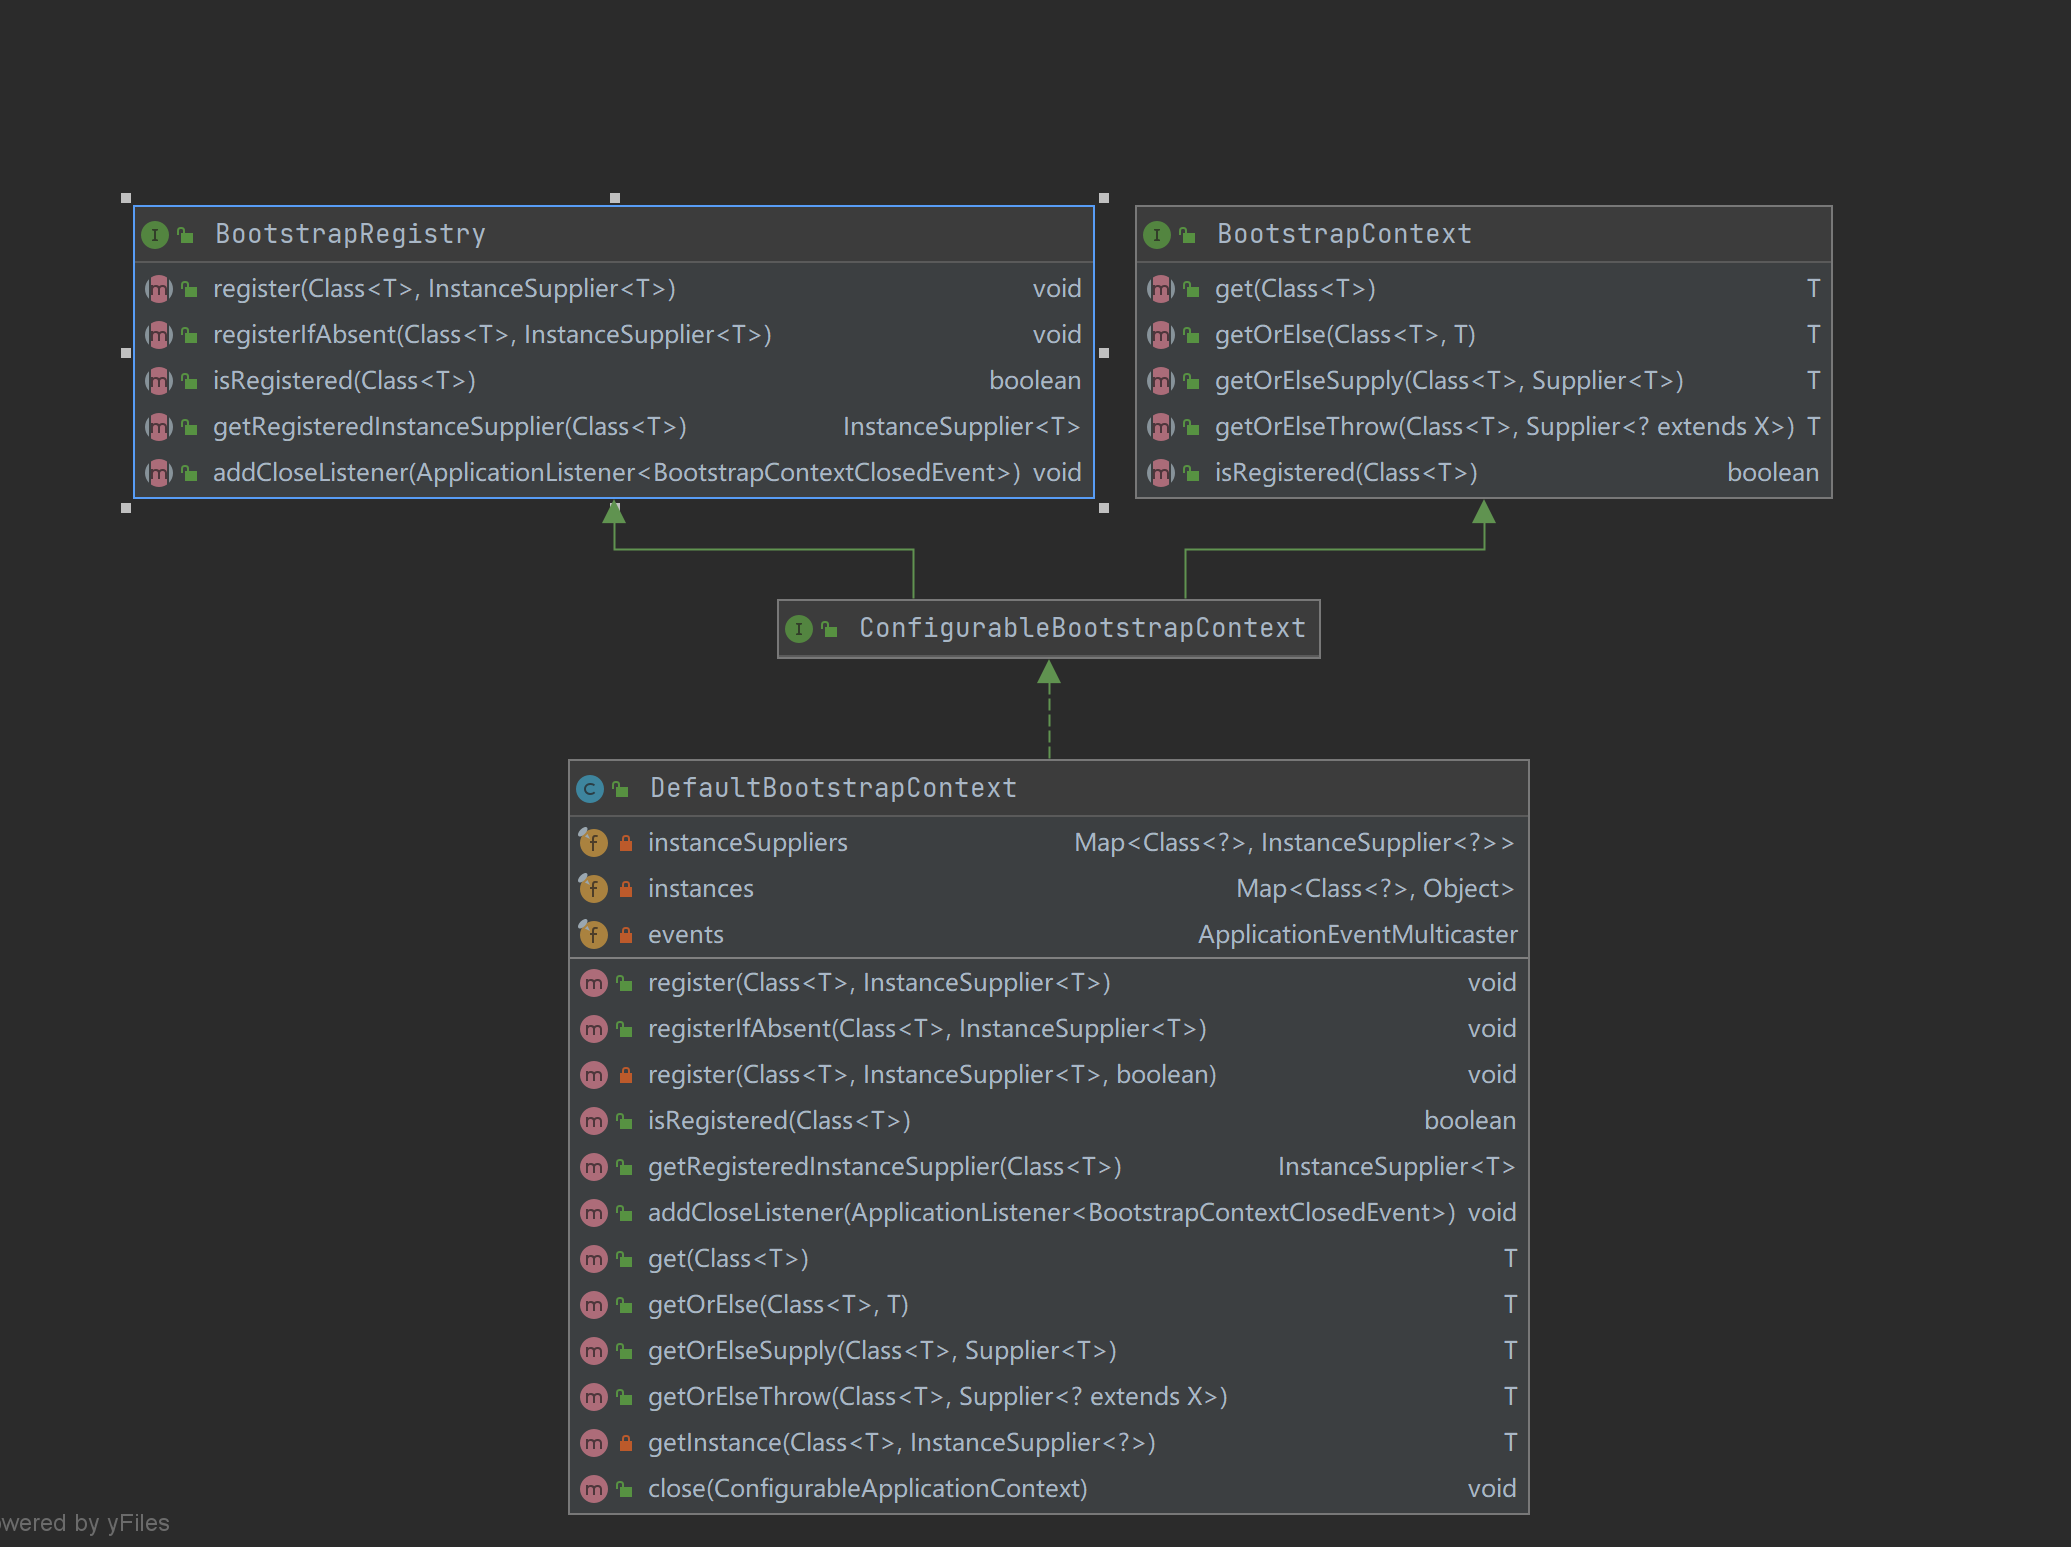 BootstrapRegistry
register(Class<T>, InstanceSupplier<T>) void
registerIfAbsent(Class<T>, InstanceSupplier<T>) void
isRegistered(Class<T>) boolean
getRegisteredInstanceSupplier(Class<T>) InstanceSupplier<T>
addCloseListener(ApplicationListener<BootstrapContextClosedEvent>) void
BootstrapContext
get(Class<T>) T
getOrElse(Class<T>, T) T
getOrElseSupply(Class<T>, Supplier<T>) T
getOrElseThrow(Class<T>, Supplier<? extends X>) T
isRegistered(Class<T>) boolean
ConfigurableBootstrapContext
DefaultBootstrapContext
instanceSuppliers Map<Class<?>, InstanceSupplier<?>>
instances Map<Class<?>, Object>
events ApplicationEventMulticaster
register(Class<T>, InstanceSupplier<T>) void
registerIfAbsent(Class<T>, InstanceSupplier<T>) void
register(Class<T>, InstanceSupplier<T>, boolean) void
isRegistered(Class<T>) boolean
getRegisteredInstanceSupplier(Class<T>) InstanceSupplier<T>
addCloseListener(ApplicationListener<BootstrapContextClosedEvent>) void
get(Class<T>) T
getOrElse(Class<T>, T) T
getOrElseSupply(Class<T>, Supplier<T>) T
getOrElseThrow(Class<T>, Supplier<? extends X>) T
getInstance(Class<T>, InstanceSupplier<?>) T
close(ConfigurableApplicationContext) void
owered by yFiles